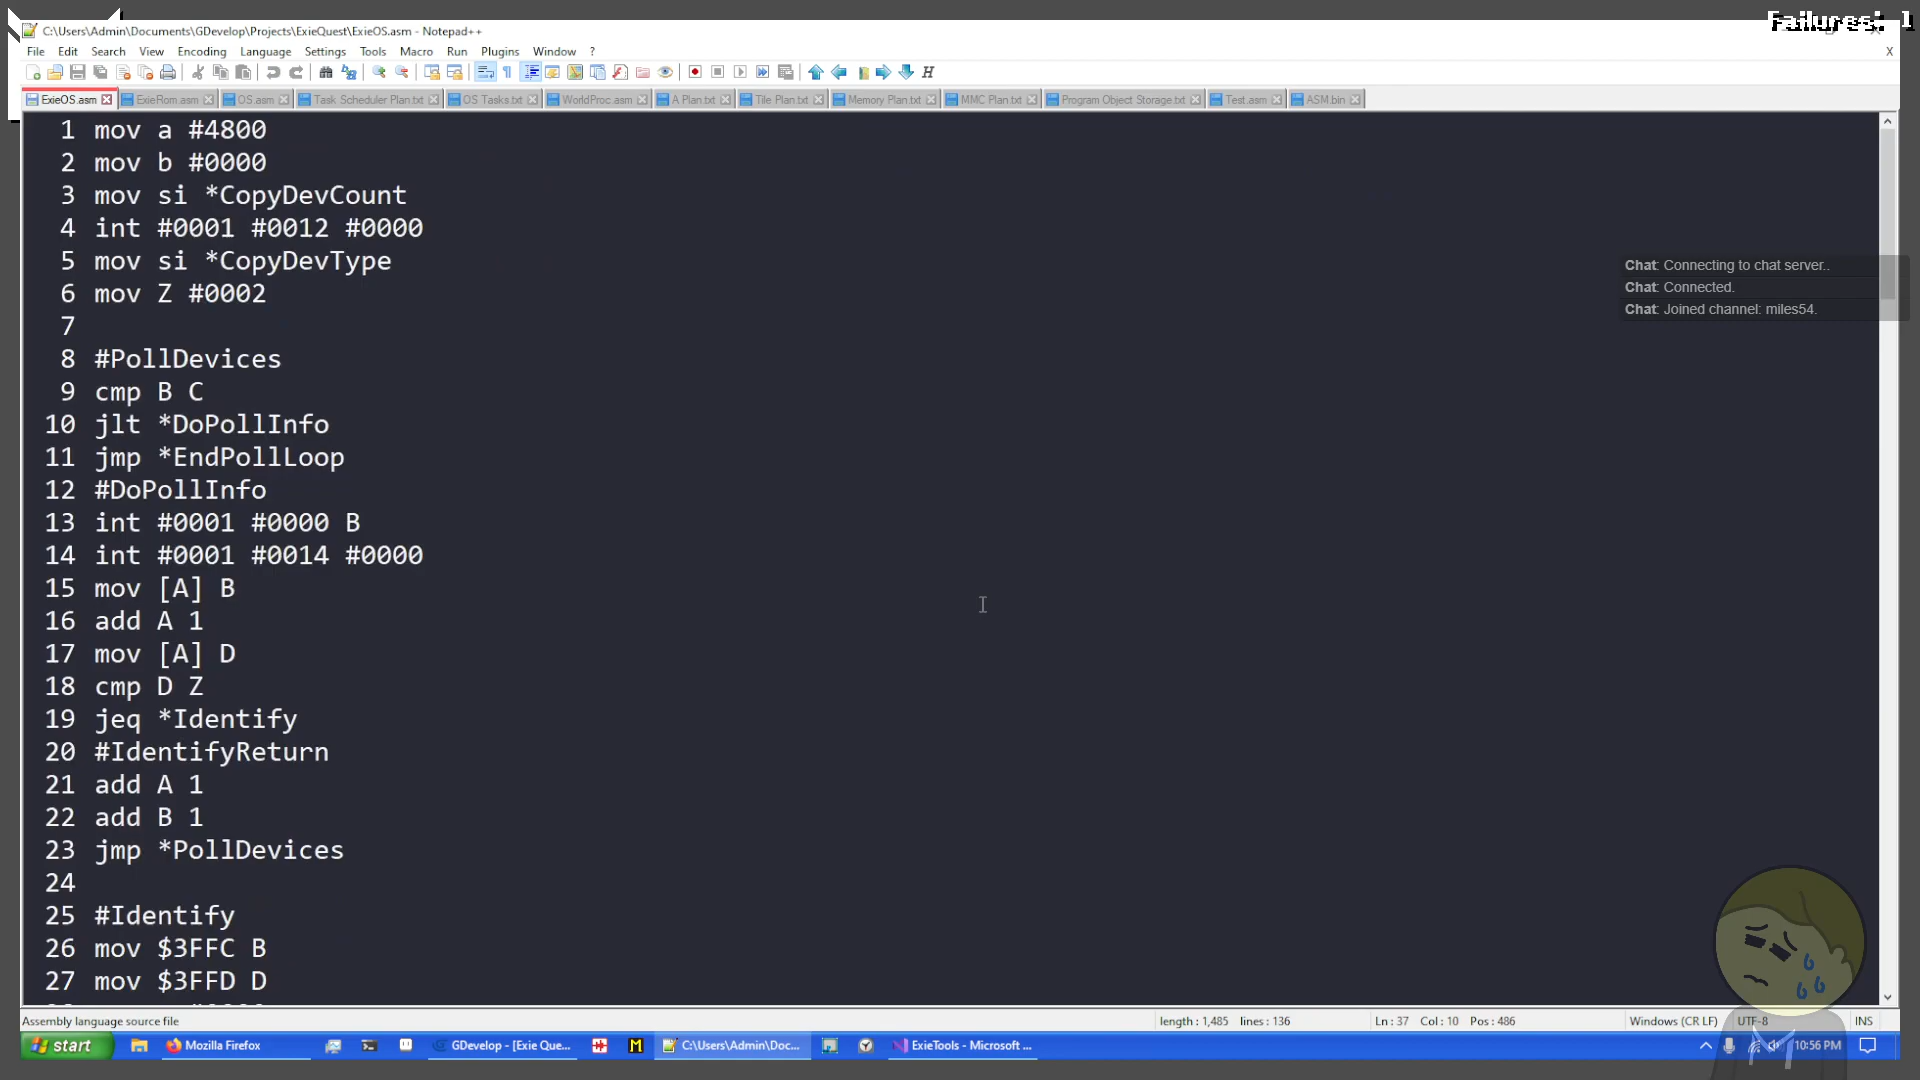 Failures: 1
C:\Users\Admin\Documents\GDevelop\Projects\ExieQuest\ExieOS.asm - Notepad++
File Edit Search View Encoding Language Settings Tools Macro Run Plugins Window ? X
ExieOS.asm ExieRom.asm OS.asm Task Scheduler Plan.txt OS Tasks.txt WorldProc.asm A Plan.txt Tile Plan.txt Memory Plan.txt MMC Plan.txt Program Object Storage.txt Test.asm ASM.bin
1 mov a #4800
2 mov b #0000
3 mov si *CopyDevCount
4 int #0001 #0012 #0000
5 mov si *CopyDevType
6 mov Z #0002
7
8 #PollDevices
9 cmp B C
10 jlt *DoPollInfo
11 jmp *EndPollLoop
12 #DoPollInfo
13 int #0001 #0000 B
14 int #0001 #0014 #0000
15 mov [A] B
16 add A 1
17 mov [A] D
18 cmp D Z
19 jeq *Identify
20 #IdentifyReturn
21 add A 1
22 add B 1
23 jmp *PollDevices
24
25 #Identify
26 mov $3FFC B
27 mov $3FFD D
Chat: Connecting to chat server..
Chat: Connected.
Chat: Joined channel: miles54.
Assembly language source file length : 1,485 lines : 136 Ln : 37 Col : 10 Pos : 486 Windows (CR LF) UTF-8 INS
start Mozilla Firefox GDevelop - [Exie Que... C:\Users\Admin\Doc... ExieTools - Microsoft ... 10:56 PM